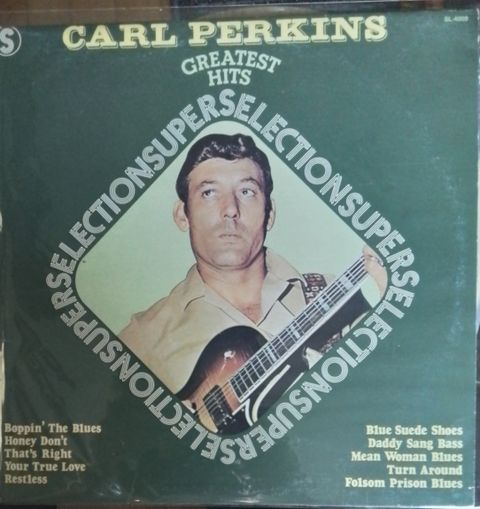 S
CARL PERKINS
GREATEST
HITS
SUPERSELECTIONSUPERSELECTIONSUPERSELECTIONSUPERSELECTION
Boppin' The Blues
Honey Don't
That's Right
Your True Love
Restless
Blue Suede Shoes
Daddy Sang Bass
Mean Woman Blues
Turn Around
Folsom Prison Blues